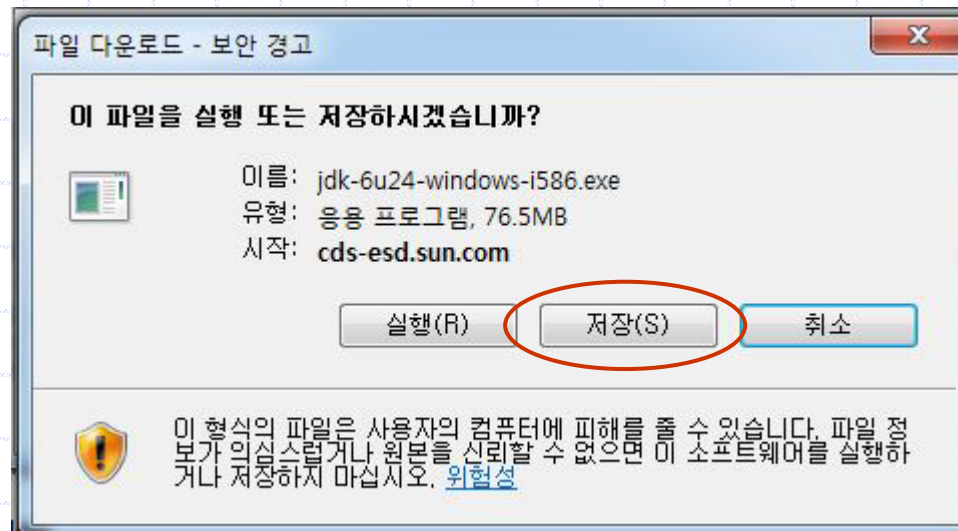 파일 다운로드 - 보안 경고
이 파일을 실행 또는 저장하시겠습니까?
이름: jdk-6u24-windows-i586.exe
유형: 응용 프로그램, 76.5MB
시작: cds-esd.sun.com
실행(R) 저장(S) 취소
이 형식의 파일은 사용자의 컴퓨터에 피해를 줄 수 있습니다. 파일 정
보가 의심스럽거나 원본을 신뢰할 수 없으면 이 소프트웨어를 실행하
거나 저장하지 마십시오. 위험성